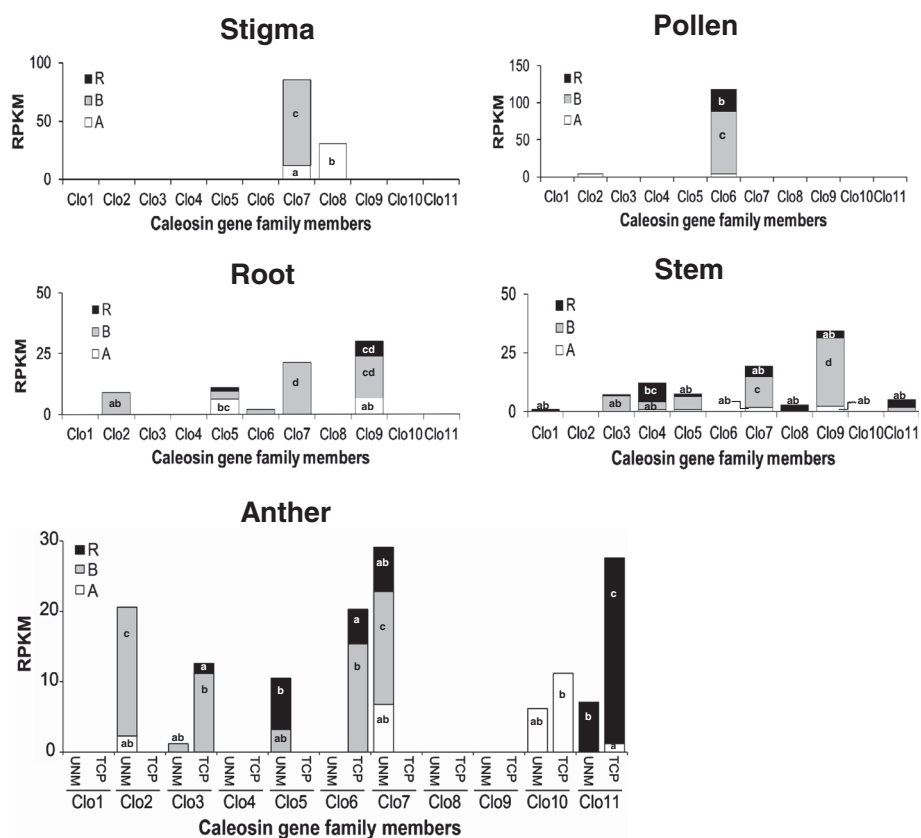 Stigma
100
50
0
RPKM
R
B
A
c
a
b
Clo1 Clo2 Clo3 Clo4 Clo5 Clo6 Clo7 Clo8 Clo9 Clo10 Clo11
Caleosin gene family members
Pollen
150
100
50
0
RPKM
R
B
A
b
c
Clo1 Clo2 Clo3 Clo4 Clo5 Clo6 Clo7 Clo8 Clo9 Clo10 Clo11
Caleosin gene family members
Root
50
25
0
RPKM
R
B
A
ab
bc
d
cd
cd
ab
Clo1 Clo2 Clo3 Clo4 Clo5 Clo6 Clo7 Clo8 Clo9 Clo10 Clo11
Caleosin gene family members
Stem
50
25
0
RPKM
R
B
A
ab
ab
bc
ab
ab
ab
ab
c
ab
ab
d
ab
ab
Clo1 Clo2 Clo3 Clo4 Clo5 Clo6 Clo7 Clo8 Clo9 Clo10 Clo11
Caleosin gene family members
Anther
30
20
10
0
RPKM
R
B
A
c
ab
ab
a
b
b
ab
a
b
ab
c
ab
ab
b
b
c
a
UNM TCP UNM TCP UNM TCP UNM TCP UNM TCP UNM TCP UNM TCP UNM TCP UNM TCP UNM TCP UNM TCP
Clo1 Clo2 Clo3 Clo4 Clo5 Clo6 Clo7 Clo8 Clo9 Clo10 Clo11
Caleosin gene family members